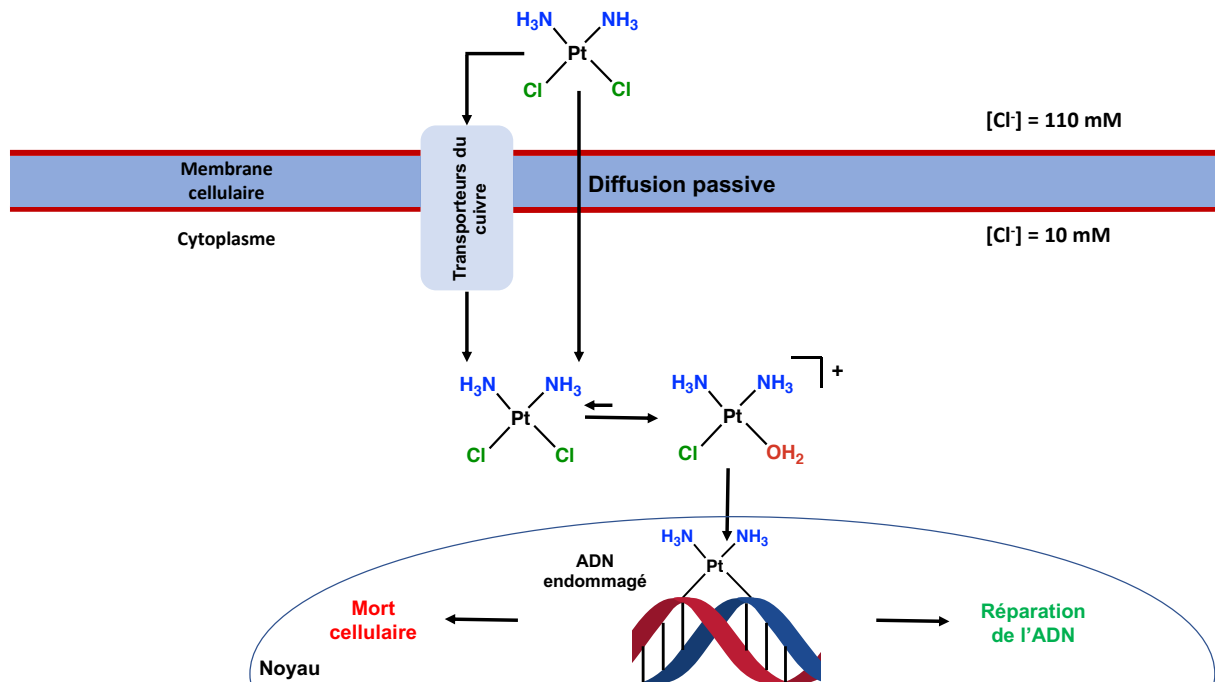 H₃N NH₃
Pt
Cl Cl
[Cl⁻] = 110 mM
Membrane
cellulaire
Transporteurs du
cuivre
Diffusion passive
Cytoplasme
[Cl⁻] = 10 mM
H₃N NH₃
Pt
Cl Cl
H₃N NH₃
+
Pt
Cl OH₂
H₃N NH₃
Pt
ADN
endommagé
Mort
cellulaire
Réparation
de l’ADN
Noyau